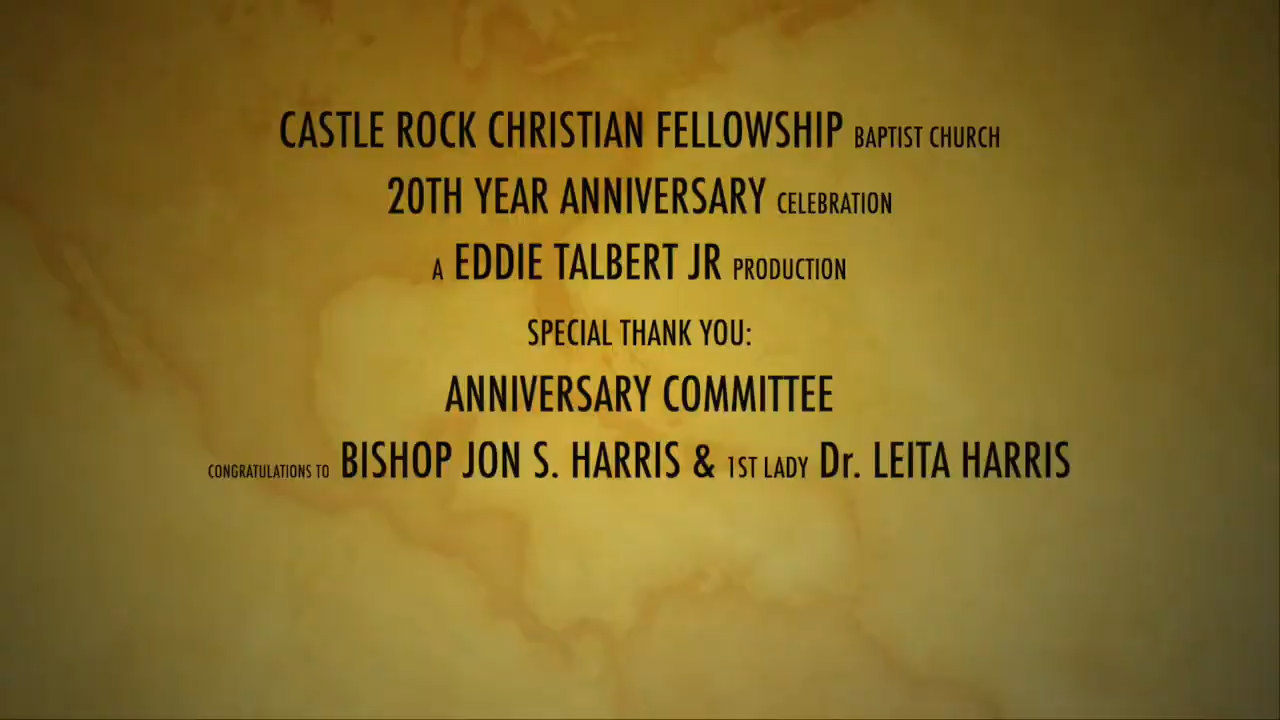 CASTLE ROCK CHRISTIAN FELLOWSHIP BAPTIST CHURCH
20TH YEAR ANNIVERSARY CELEBRATION
A EDDIE TALBERT JR PRODUCTION
SPECIAL THANK YOU:
ANNIVERSARY COMMITTEE
CONGRATULATIONS TO BISHOP JON S. HARRIS & 1ST LADY Dr. LEITA HARRIS